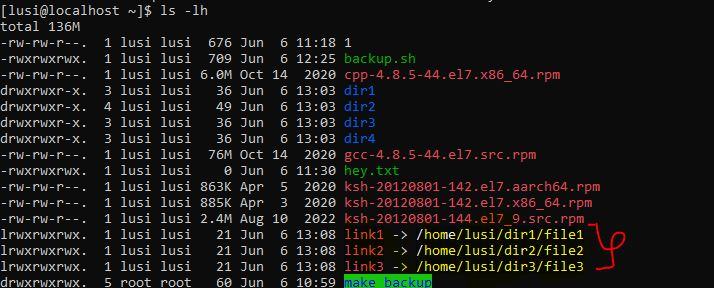 [lusi@localhost ~]$ ls -lh
total 136M
-rw-rw-r--. 1 lusi lusi 676 Jun 6 11:18 1
-rwxrwxrwx. 1 lusi lusi 709 Jun 6 12:25 backup.sh
-rw-rw-r--. 1 lusi lusi 6.0M Oct 14 2020 cpp-4.8.5-44.el7.x86_64.rpm
drwxrwxr-x. 3 lusi lusi 36 Jun 6 13:03 dir1
drwxrwxr-x. 4 lusi lusi 49 Jun 6 13:03 dir2
drwxrwxr-x. 3 lusi lusi 36 Jun 6 13:03 dir3
drwxrwxr-x. 3 lusi lusi 36 Jun 6 13:03 dir4
-rw-rw-r--. 1 lusi lusi 76M Oct 14 2020 gcc-4.8.5-44.el7.src.rpm
-rwxrwxrwx. 1 lusi lusi 0 Jun 6 11:30 hey.txt
-rw-rw-r--. 1 lusi lusi 863K Apr 5 2020 ksh-20120801-142.el7.aarch64.rpm
-rw-rw-r--. 1 lusi lusi 885K Apr 3 2020 ksh-20120801-142.el7.x86_64.rpm
-rw-rw-r--. 1 lusi lusi 2.4M Aug 10 2022 ksh-20120801-144.el7_9.src.rpm
lrwxrwxrwx. 1 lusi lusi 21 Jun 6 13:08 link1 -> /home/lusi/dir1/file1
lrwxrwxrwx. 1 lusi lusi 21 Jun 6 13:08 link2 -> /home/lusi/dir2/file2
lrwxrwxrwx. 1 lusi lusi 21 Jun 6 13:08 link3 -> /home/lusi/dir3/file3
drwxrwxrwx. 5 root root 60 Jun 6 10:59 make_backup